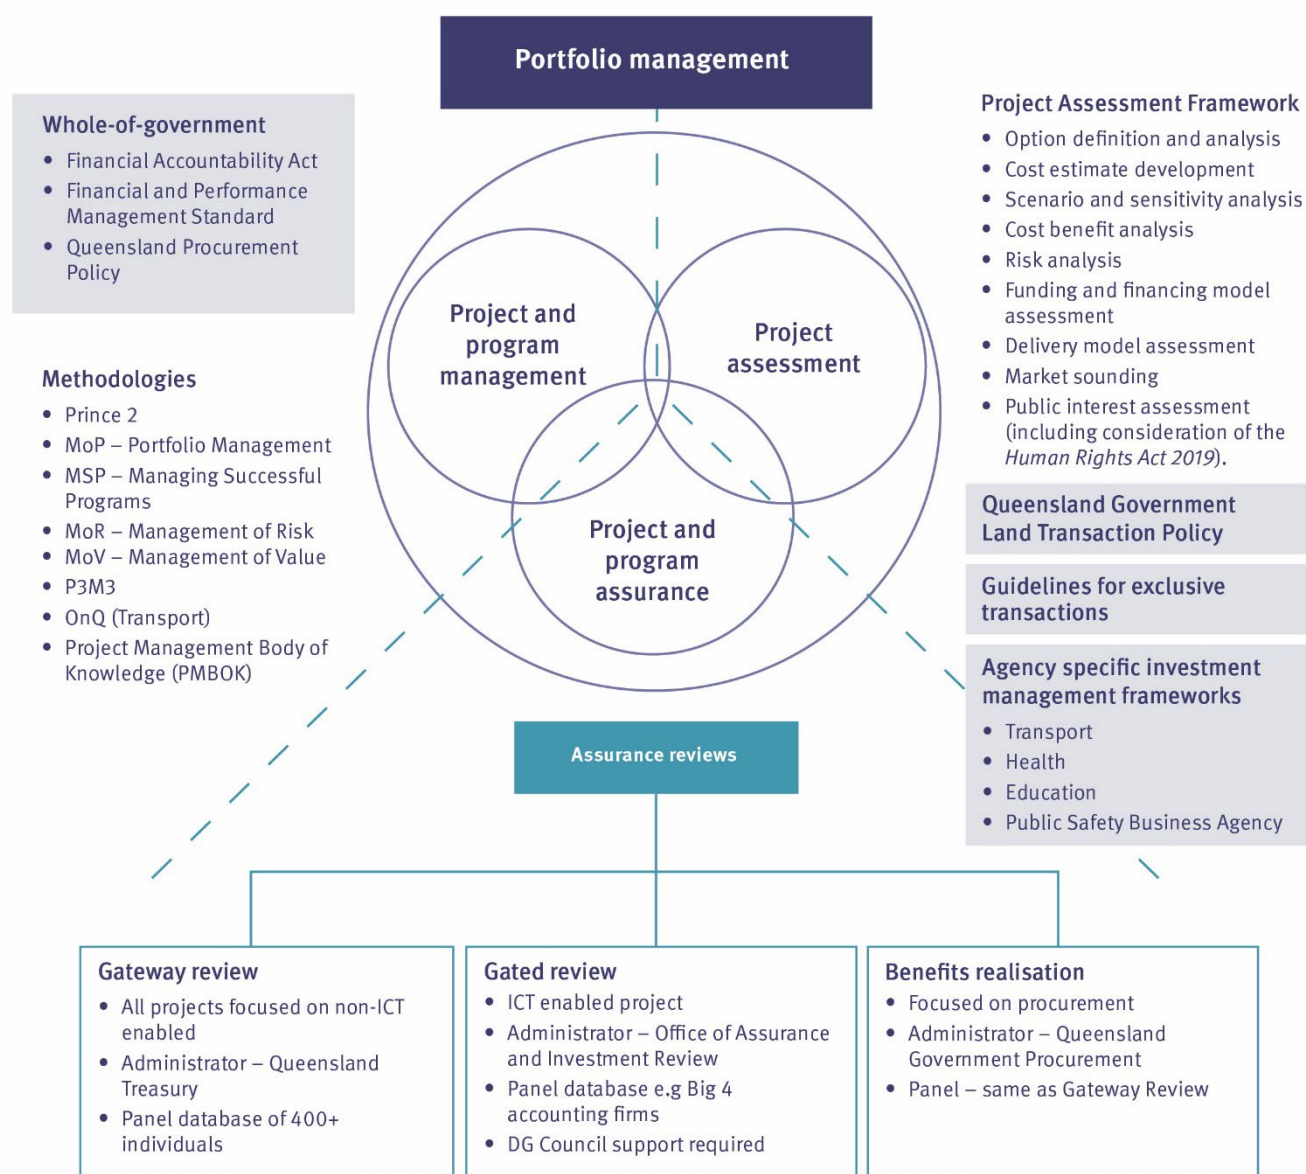 Portfolio management
Whole-of-government
• Financial Accountability Act
• Financial and Performance
Management Standard
• Queensland Procurement
Policy
Methodologies
• Prince 2
• MoP – Portfolio Management
• MSP – Managing Successful
Programs
• MoR – Management of Risk
• MoV – Management of Value
• P3M3
• OnQ (Transport)
• Project Management Body of
Knowledge (PMBOK)
Project and
program
management
Project
assessment
Project and
program
assurance
Project Assessment Framework
• Option definition and analysis
• Cost estimate development
• Scenario and sensitivity analysis
• Cost benefit analysis
• Risk analysis
• Funding and financing model
assessment
• Delivery model assessment
• Market sounding
• Public interest assessment
(including consideration of the
Human Rights Act 2019).
Queensland Government
Land Transaction Policy
Guidelines for exclusive
transactions
Agency specific investment
management frameworks
• Transport
• Health
• Education
• Public Safety Business Agency
Assurance reviews
Gateway review
• All projects focused on non-ICT
enabled
• Administrator – Queensland
Treasury
• Panel database of 400+
individuals
Gated review
• ICT enabled project
• Administrator – Office of Assurance
and Investment Review
• Panel database e.g Big 4
accounting firms
• DG Council support required
Benefits realisation
• Focused on procurement
• Administrator – Queensland
Government Procurement
• Panel – same as Gateway Review